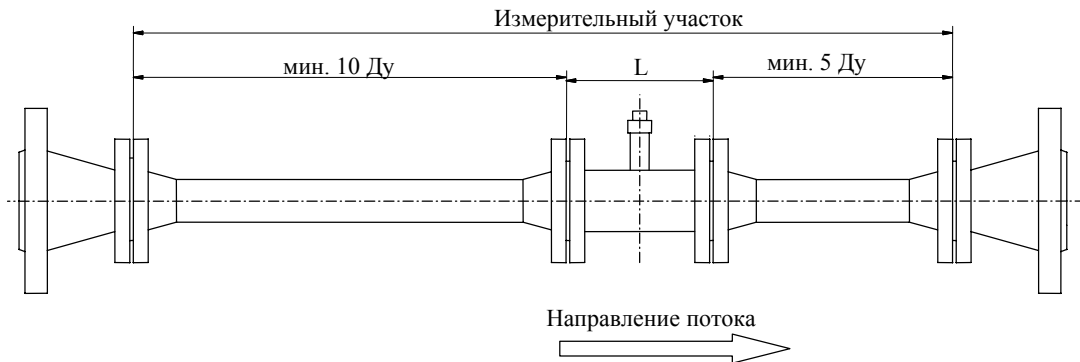 Измерительный участок
мин. 10 Ду
L
мин. 5 Ду
Направление потока